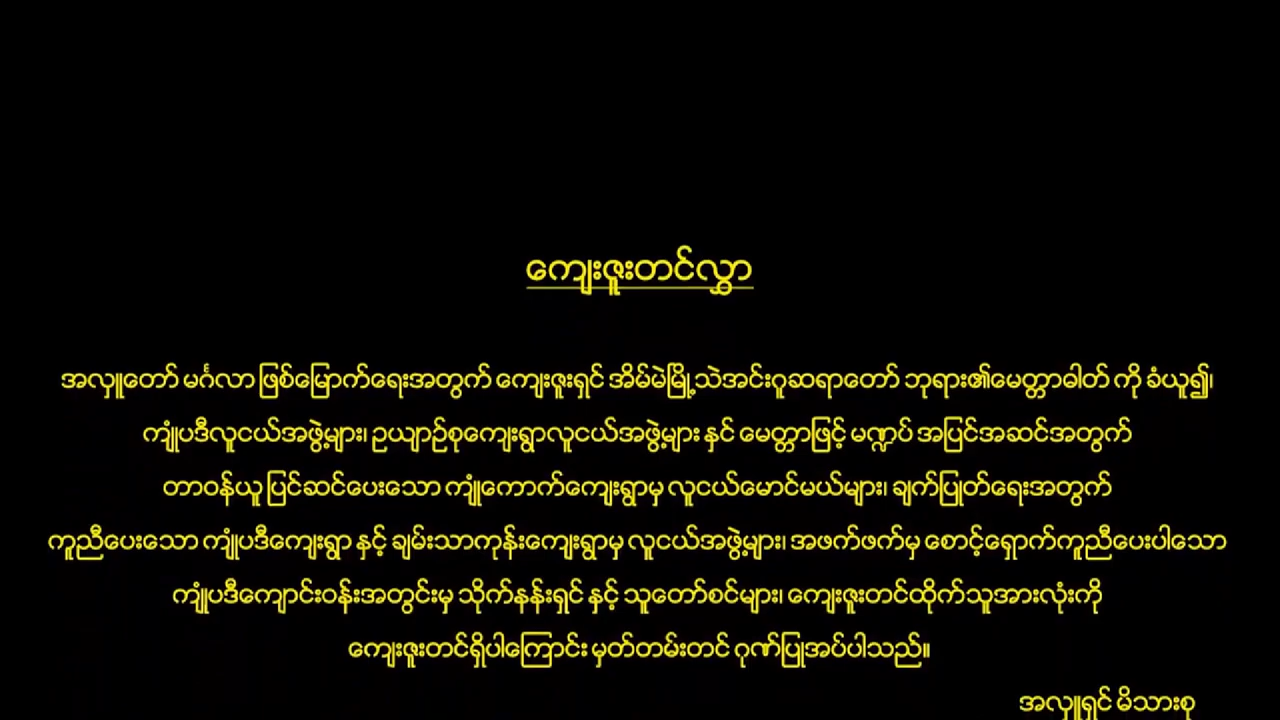 ကျေးဇူးတင်လွှာ
အလှူတော် မင်္ဂလာ ဖြစ်မြောက်ရေးအတွက် ကျေးဇူးရှင် အိမ်မဲမြို့သဲအင်းဂူဆရာတော် ဘုရား၏မေတ္တာဓါတ် ကို ခံယူ၍၊
ကျုံပဒီလူငယ်အဖွဲ့များ၊ ဥယျာဉ်စုကျေးရွာလူငယ်အဖွဲ့များ နှင် မေတ္တာဖြင့် မဏ္ဍပ် အပြင်အဆင်အတွက်
တာဝန်ယူ ပြင်ဆင်ပေးသော ကျုံကောက်ကျေးရွာမှ လူငယ်မောင်မယ်များ၊ ချက်ပြုတ်ရေးအတွက်
ကူညီပေးသော ကျုံပဒီကျေးရွာ နှင့် ချမ်းသာကုန်းကျေးရွာမှ လူငယ်အဖွဲ့များ၊ အဖက်ဖက်မှ စောင့်ရှောက်ကူညီပေးပါသော
ကျုံပဒီကျောင်းဝန်းအတွင်းမှ သိုက်နန်းရှင် နှင့် သူတော်စင်များ၊ ကျေးဇူးတင်ထိုက်သူအားလုံးကို
ကျေးဇူးတင်ရှိပါကြောင်း မှတ်တမ်းတင် ဂုဏ်ပြုအပ်ပါသည်။
အလှူရှင် မိသားစု